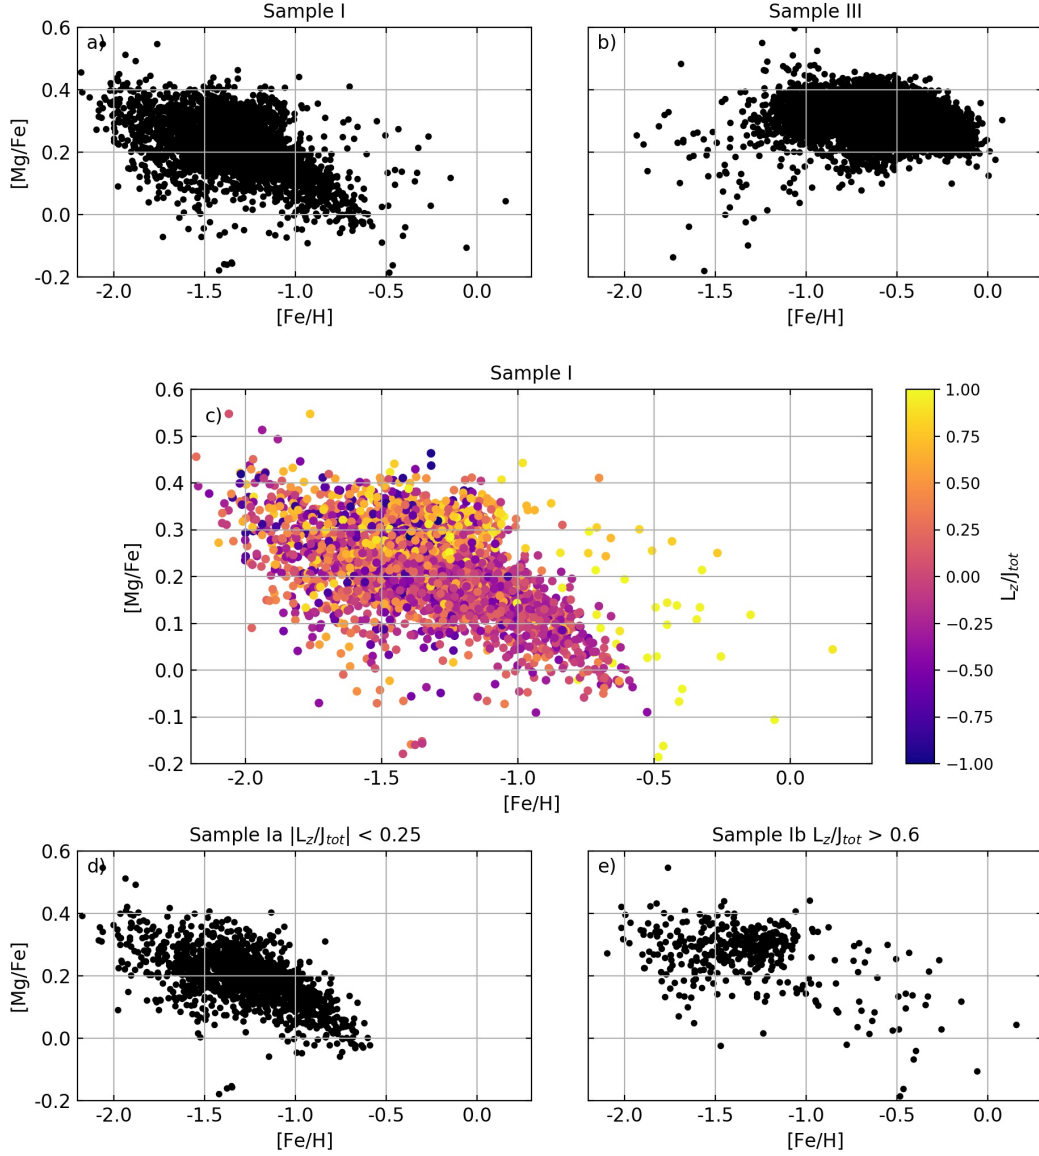 Sample I
Sample III
a)
b)
0.6
0.4
0.2
0.0
-0.2
[Mg/Fe]
-2.0 -1.5 -1.0 -0.5 0.0
-2.0 -1.5 -1.0 -0.5 0.0
[Fe/H]
[Fe/H]
Sample I
c)
0.6
0.5
0.4
0.3
0.2
0.1
0.0
-0.1
-0.2
[Mg/Fe]
-2.0 -1.5 -1.0 -0.5 0.0
[Fe/H]
1.00
0.75
0.50
0.25
0.00
−0.25
−0.50
−0.75
−1.00
Lz/Jtot
Sample Ia |Lz/Jtot| < 0.25
Sample Ib Lz/Jtot > 0.6
d)
e)
0.6
0.4
0.2
0.0
-0.2
[Mg/Fe]
-2.0 -1.5 -1.0 -0.5 0.0
-2.0 -1.5 -1.0 -0.5 0.0
[Fe/H]
[Fe/H]